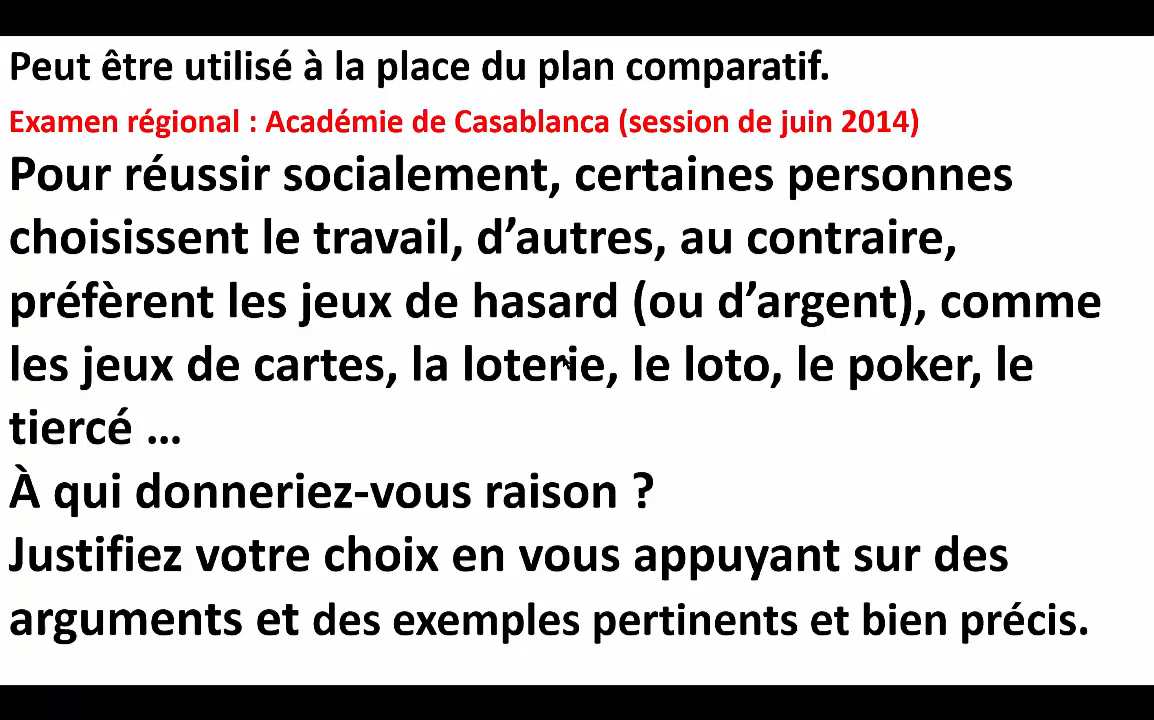 Peut être utilisé à la place du plan comparatif.
Examen régional : Académie de Casablanca (session de juin 2014)
Pour réussir socialement, certaines personnes
choisissent le travail, d’autres, au contraire,
préfèrent les jeux de hasard (ou d’argent), comme
les jeux de cartes, la loterie, le loto, le poker, le
tiercé …
À qui donneriez-vous raison ?
Justifiez votre choix en vous appuyant sur des
arguments et des exemples pertinents et bien précis.